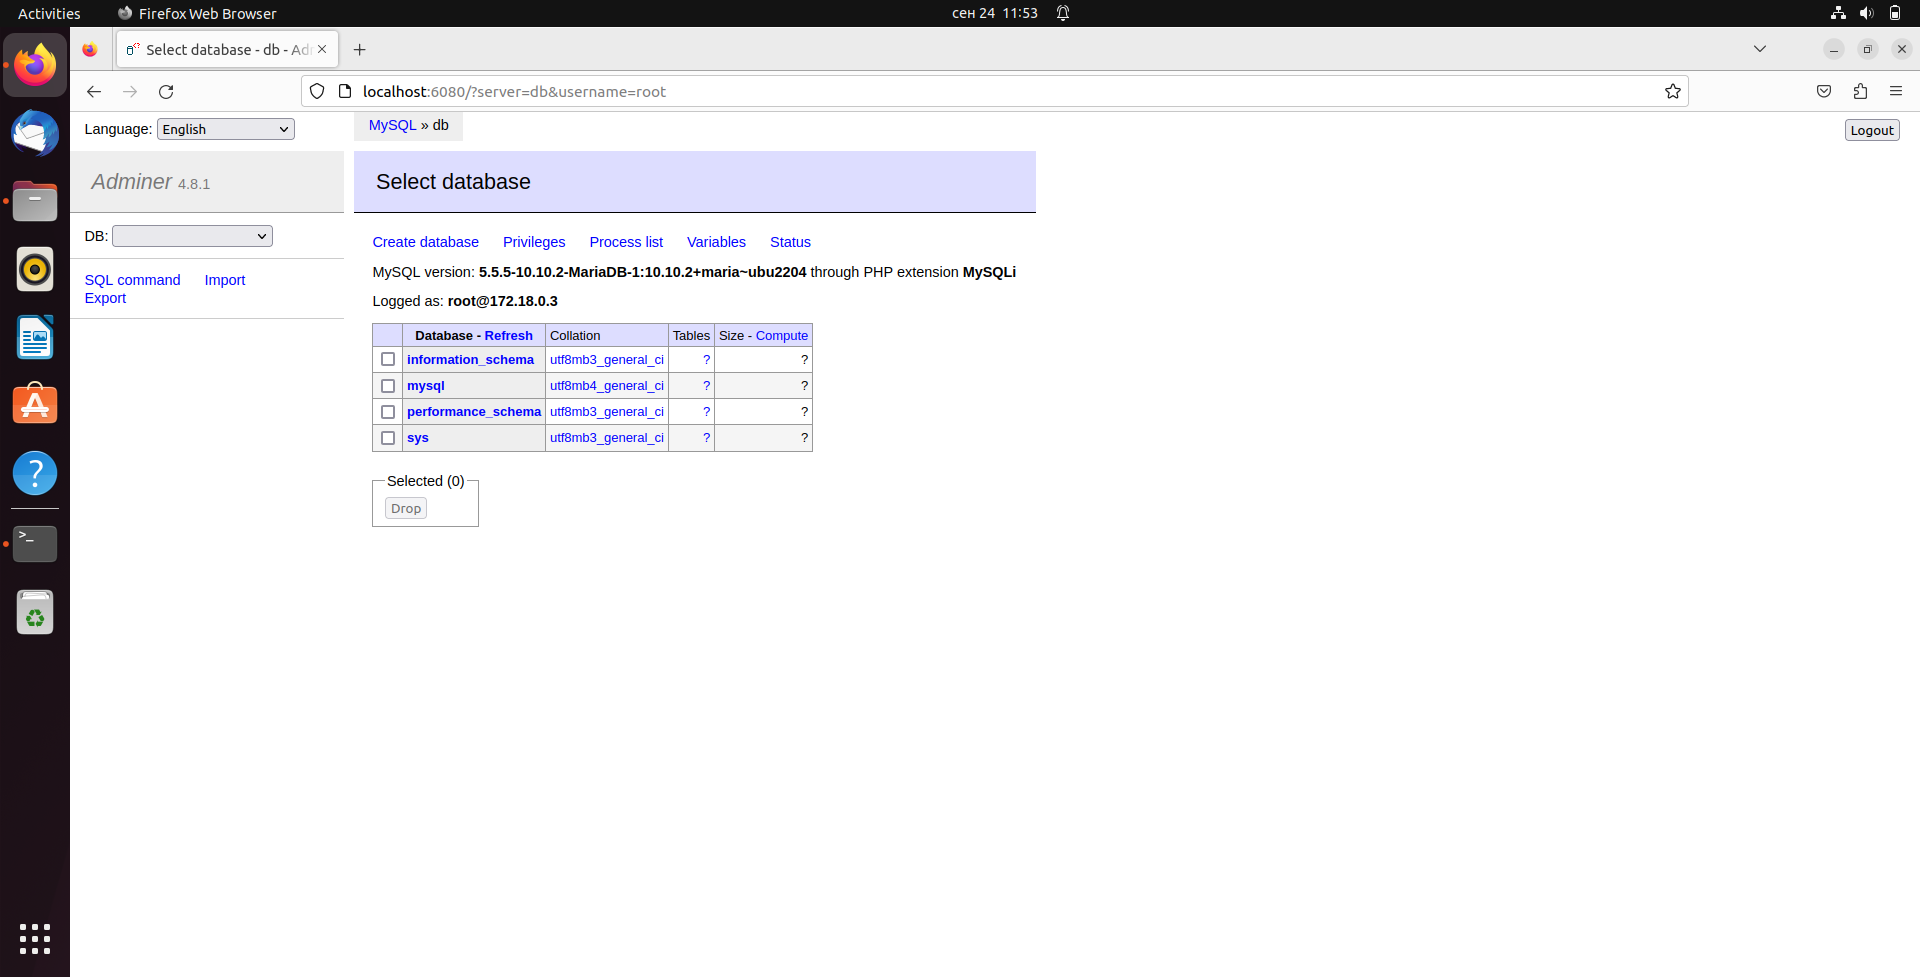 Activities
Firefox Web Browser
сен 24 11:53
Select database - db - Ad
localhost:6080/?server=db&username=root
Language: English
MySQL » db
Logout
Adminer 4.8.1
Select database
DB:
SQL command Import
Export
Create database Privileges Process list Variables Status
MySQL version: 5.5.5-10.10.2-MariaDB-1:10.10.2+maria~ubu2204 through PHP extension MySQLi
Logged as: root@172.18.0.3
Database - Refresh Collation Tables Size - Compute
information_schema utf8mb3_general_ci ? ?
mysql utf8mb4_general_ci ? ?
performance_schema utf8mb3_general_ci ? ?
sys utf8mb3_general_ci ? ?
Selected (0)
Drop